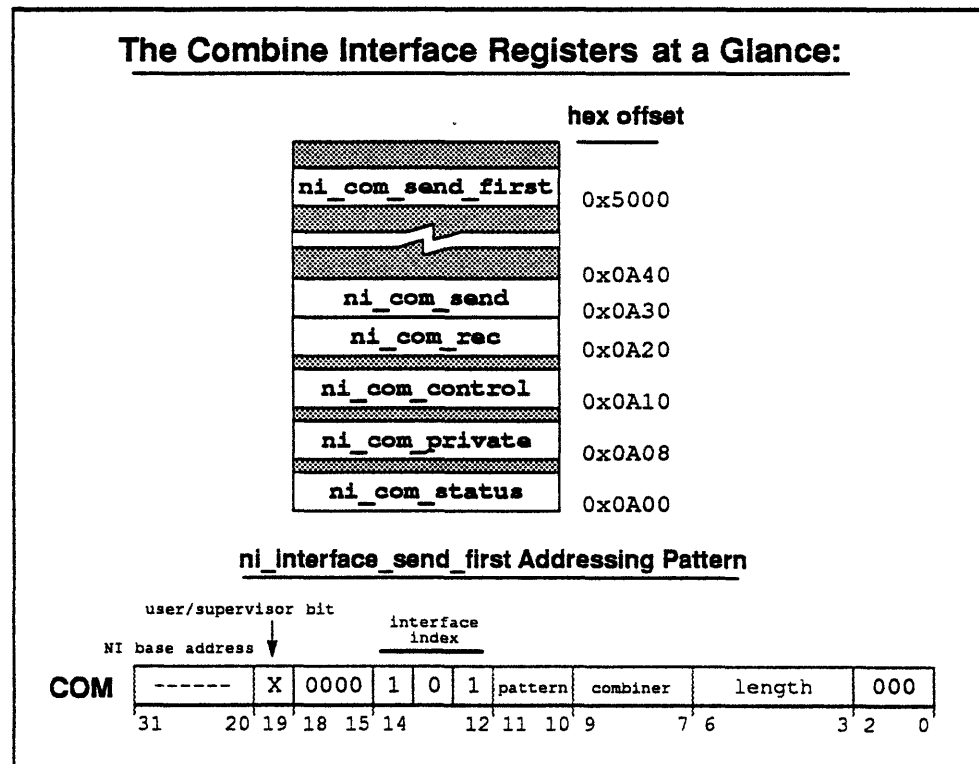 The Combine Interface Registers at a Glance:
hex offset
ni_com_send_first
0x5000
0x0A40
ni_com_send
0x0A30
ni_com_rec
0x0A20
ni_com_control
0x0A10
ni_com_private
0x0A08
ni_com_status
0x0A00
ni_interface_send_first Addressing Pattern
user/supervisor bit
interface
index
NI base address
COM ------ X 0000 1 0 1 pattern combiner length 000
31 20 19 18 15 14 12 11 10 9 7 6 3 2 0